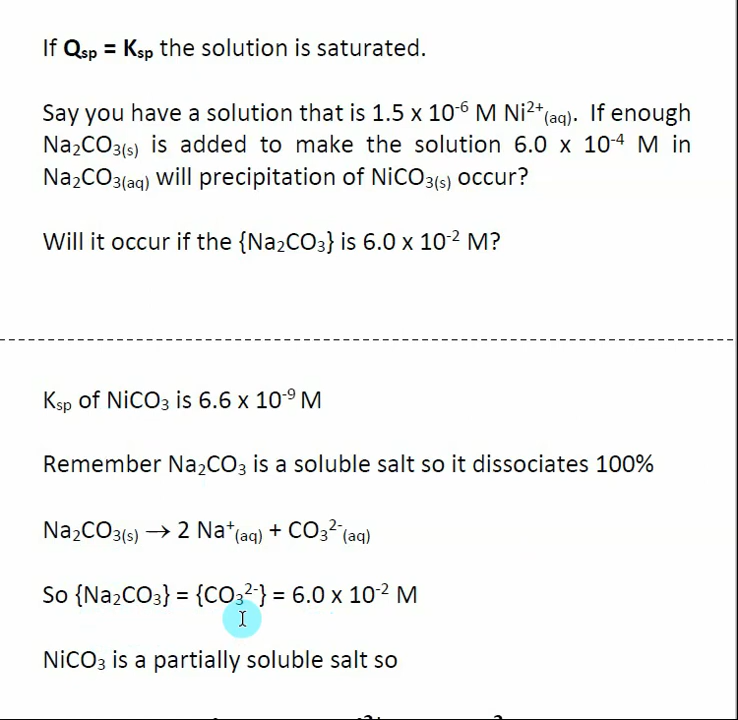 If Qsp = Ksp the solution is saturated.
Say you have a solution that is 1.5 x 10⁻⁶ M Ni²⁺(aq). If enough
Na₂CO₃(s) is added to make the solution 6.0 x 10⁻⁴ M in
Na₂CO₃(aq) will precipitation of NiCO₃(s) occur?
Will it occur if the {Na₂CO₃} is 6.0 x 10⁻² M?
Ksp of NiCO₃ is 6.6 x 10⁻⁹ M
Remember Na₂CO₃ is a soluble salt so it dissociates 100%
Na₂CO₃(s) → 2 Na⁺(aq) + CO₃²⁻(aq)
So {Na₂CO₃} = {CO₃²⁻} = 6.0 x 10⁻² M
NiCO₃ is a partially soluble salt so